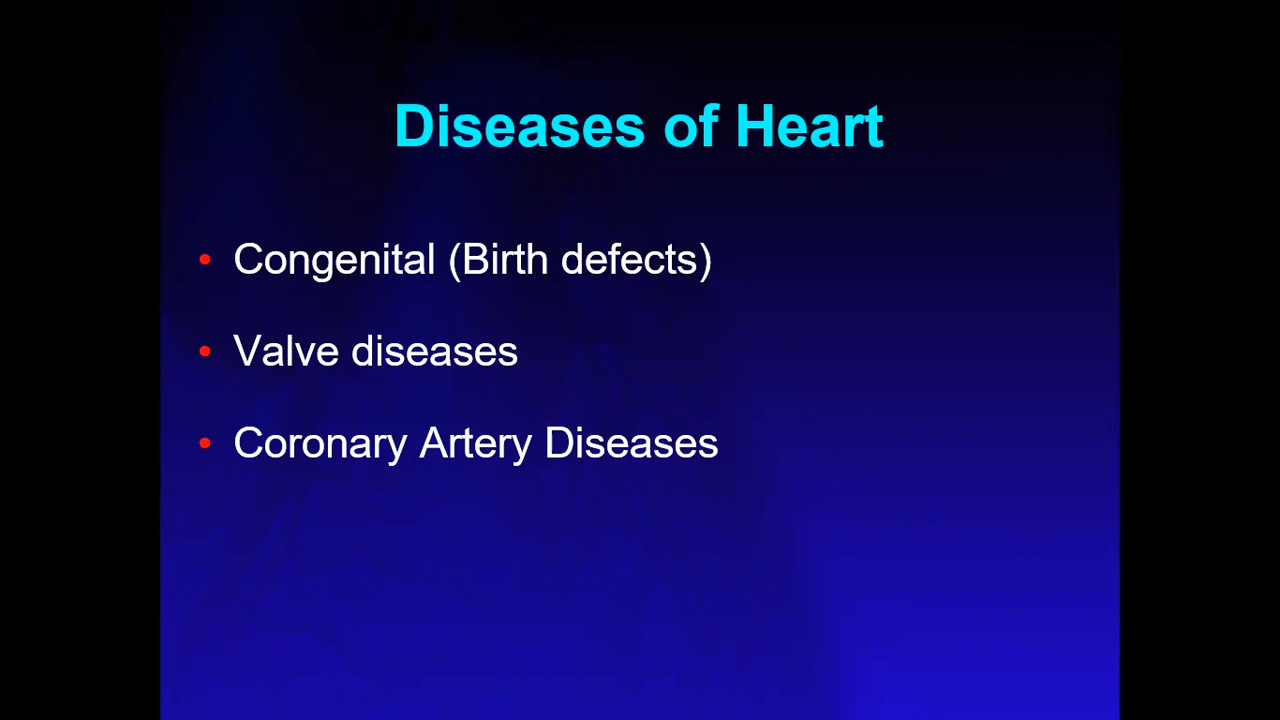 Diseases of Heart
• Congenital (Birth defects)
• Valve diseases
• Coronary Artery Diseases